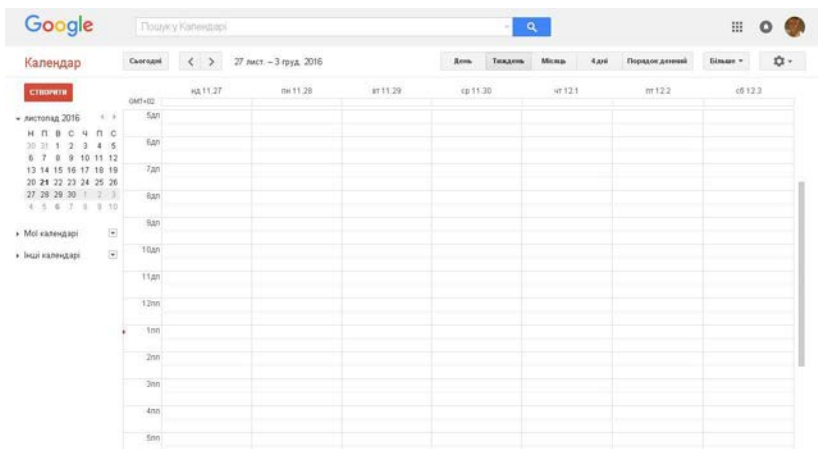 Google
Пошук у Календарі
Календар
Сьогодні
27 лист. – 3 груд. 2016
День Тиждень Місяць 4 дні Порядок денний Більше
СТВОРИТИ
нд 11.27 пн 11.28 вт 11.29 ср 11.30 чт 12.1 пт 12.2 сб 12.3
GMT+02
листопад 2016
Н П В С Ч П С
30 31 1 2 3 4 5
6 7 8 9 10 11 12
13 14 15 16 17 18 19
20 21 22 23 24 25 26
27 28 29 30 1 2 3
4 5 6 7 8 9 10
Мої календарі
Інші календарі
5дп
6дп
7дп
8дп
9дп
10дп
11дп
12пп
1пп
2пп
3пп
4пп
5пп